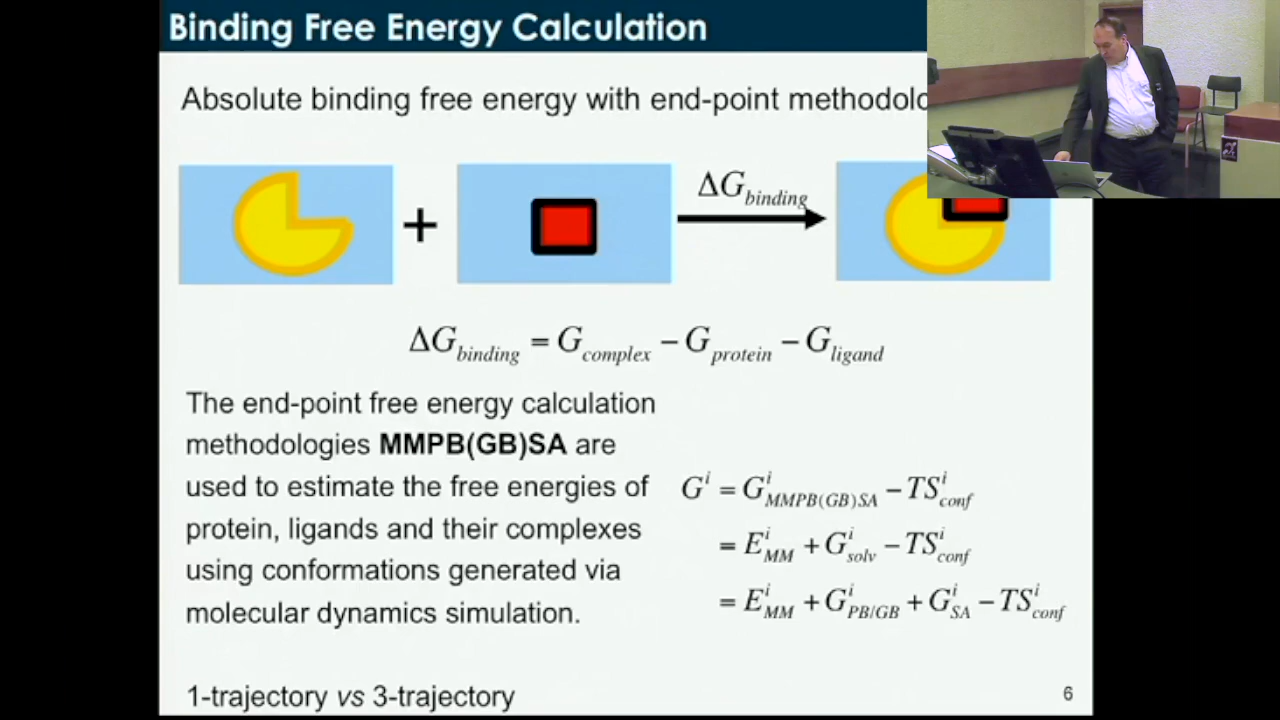 Binding Free Energy Calculation
Absolute binding free energy with end-point
+
ΔG_binding
ΔG_binding = G_complex − G_protein − G_ligand
The end-point free energy calculation
methodologies MMPB(GB)SA are
used to estimate the free energies of
protein, ligands and their complexes
using conformations generated via
molecular dynamics simulation.
G^i = G^i_MMPB(GB)SA − TS^i_conf
= E^i_MM + G^i_solv − TS^i_conf
= E^i_MM + G^i_PB/GB + G^i_SA − TS^i_conf
1-trajectory vs 3-trajectory
6